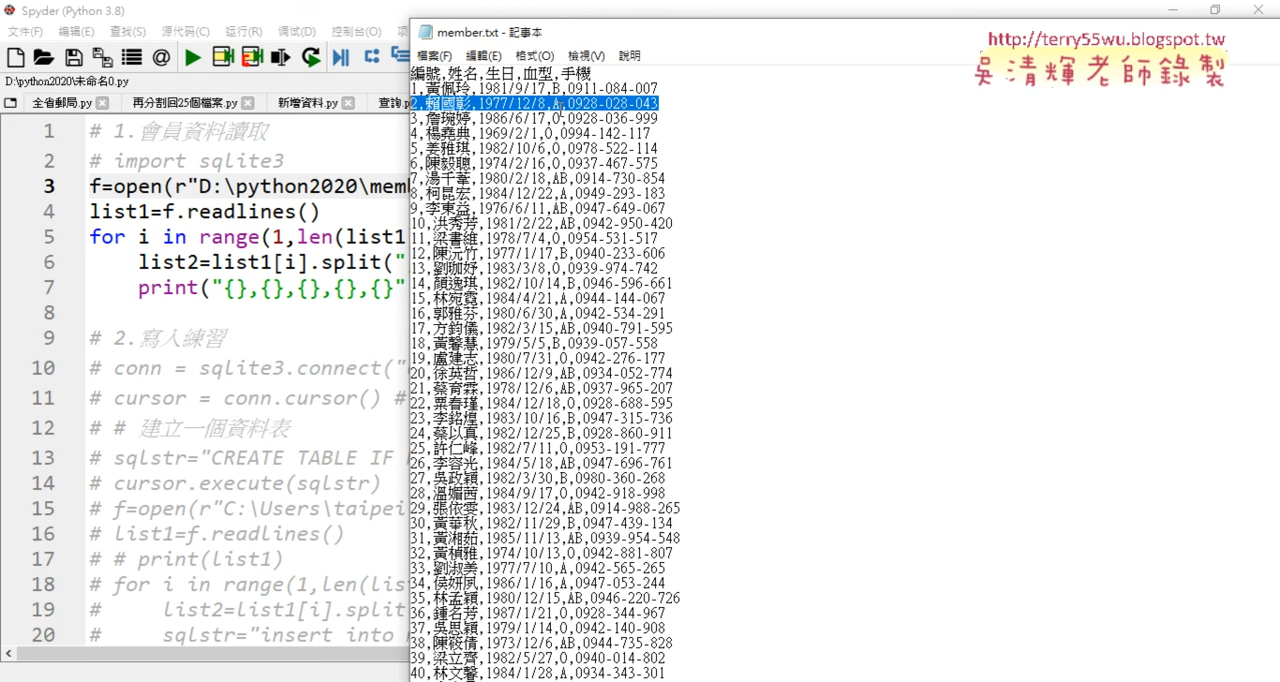 Spyder (Python 3.8)
文件(F) 编辑(E) 查找(S) 源代码(C) 运行(R) 调试(D) 控制台(O)
D:\python2020\未命名0.py
全省郵局.py 再分割回25個檔案.py 新增資料.py 查詢.
1 # 1.會員資料讀取
2 # import sqlite3
3 f=open(r"D:\python2020\memb
4 list1=f.readlines()
5 for i in range(1,len(list1
6 list2=list1[i].split("
7 print("{},{},{},{},{}"
8
9 # 2.寫入練習
10 # conn = sqlite3.connect("
11 # cursor = conn.cursor() #
12 # # 建立一個資料表
13 # sqlstr="CREATE TABLE IF
14 # cursor.execute(sqlstr)
15 # f=open(r"C:\Users\taipei
16 # list1=f.readlines()
17 # # print(list1)
18 # for i in range(1,len(lis
19 # list2=list1[i].split
20 # sqlstr="insert into
member.txt - 記事本
檔案(F) 編輯(E) 格式(O) 檢視(V) 說明
編號,姓名,生日,血型,手機
1,黃佩玲,1981/9/17,B,0911-084-007
2,賴國彰,1977/12/8,A,0928-028-043
3,詹琬婷,1986/6/17,O,0928-036-999
4,楊堯典,1969/2/1,O,0994-142-117
5,姜雅琪,1982/10/6,O,0978-522-114
6,陳毅聰,1974/2/16,O,0937-467-575
7,湯千葦,1980/2/18,AB,0914-730-854
8,柯昆宏,1984/12/22,A,0949-293-183
9,李東益,1976/6/11,AB,0947-649-067
10,洪秀芳,1981/2/22,AB,0942-950-420
11,梁書維,1978/7/4,O,0954-531-517
12,陳沅竹,1977/1/17,B,0940-233-606
13,劉珈妤,1983/3/8,O,0939-974-742
14,顏逸琪,1982/10/14,B,0946-596-661
15,林宛霓,1984/4/21,A,0944-144-067
16,郭雅芬,1980/6/30,A,0942-534-291
17,方鈞儀,1982/3/15,AB,0940-791-595
18,黃馨慧,1979/5/5,B,0939-057-558
19,盧建志,1980/7/31,O,0942-276-177
20,徐英哲,1986/12/9,AB,0934-052-774
21,蔡育霖,1978/12/6,AB,0937-965-207
22,粟春瑾,1984/12/18,O,0928-688-595
23,李銘煌,1983/10/16,B,0947-315-736
24,蔡以真,1982/12/25,B,0928-860-911
25,許仁峰,1982/7/11,O,0953-191-777
26,李容光,1984/5/18,AB,0947-696-761
27,吳政穎,1982/3/30,B,0980-360-268
28,溫媚茜,1984/9/17,O,0942-918-998
29,張依雯,1983/12/24,AB,0914-988-265
30,黃華秋,1982/11/29,B,0947-439-134
31,黃湘茹,1985/11/13,AB,0939-954-548
32,黃楨雅,1974/10/13,O,0942-881-807
33,劉淑美,1977/7/10,A,0942-565-265
34,侯妍夙,1986/1/16,A,0947-053-244
35,林孟穎,1980/12/15,AB,0946-220-726
36,鍾名芳,1987/1/21,O,0928-344-967
37,吳思穎,1979/1/14,O,0942-140-908
38,陳筱倩,1973/12/6,AB,0944-735-828
39,梁立齊,1982/5/27,O,0940-014-802
40,林文馨,1984/1/28,A,0934-343-301
http://terry55wu.blogspot.tw
吳清輝老師錄製